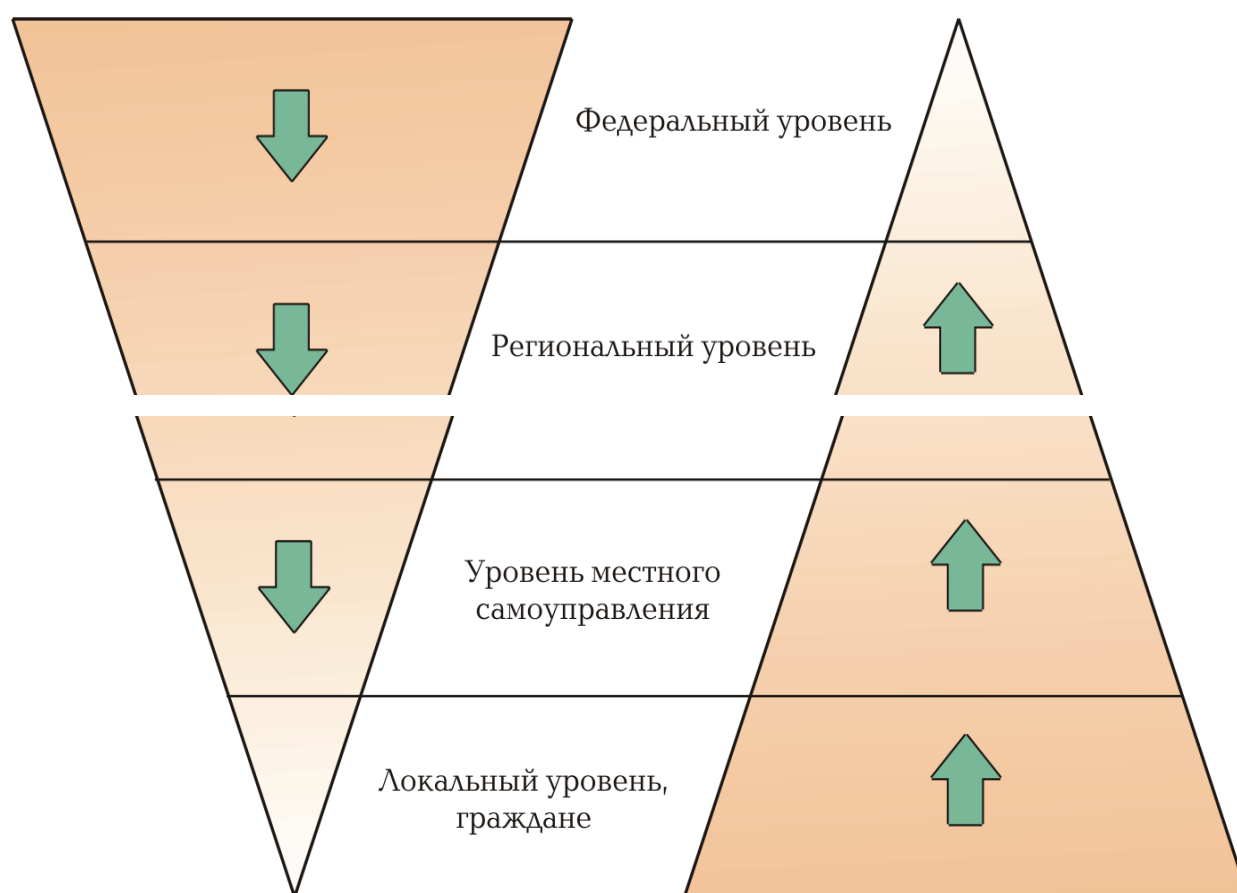 Федеральный уровень
Региональный уровень
Уровень местного
самоуправления
Локальный уровень,
граждане